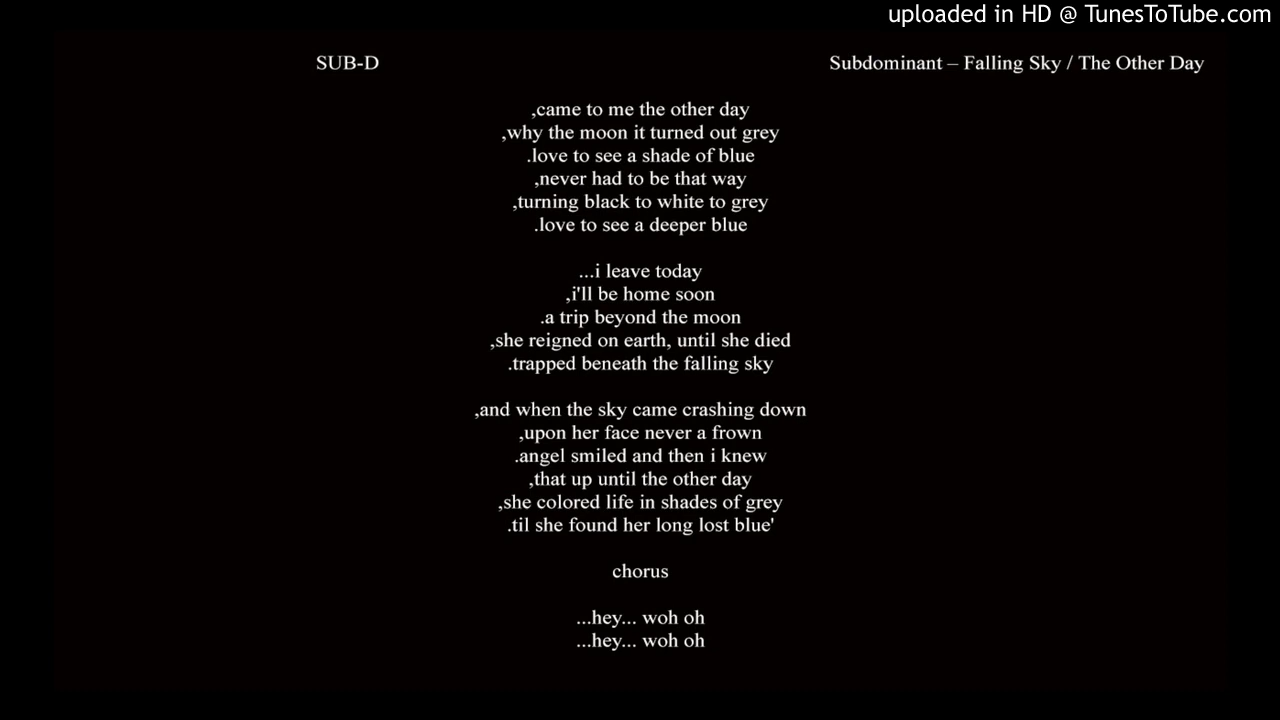 uploaded in HD @ TunesToTube.com
SUB-D Subdominant – Falling Sky / The Other Day
,came to me the other day
,why the moon it turned out grey
.love to see a shade of blue
,never had to be that way
,turning black to white to grey
.love to see a deeper blue
...i leave today
,i'll be home soon
.a trip beyond the moon
,she reigned on earth, until she died
.trapped beneath the falling sky
,and when the sky came crashing down
,upon her face never a frown
.angel smiled and then i knew
,that up until the other day
,she colored life in shades of grey
.til she found her long lost blue'
chorus
...hey... woh oh
...hey... woh oh